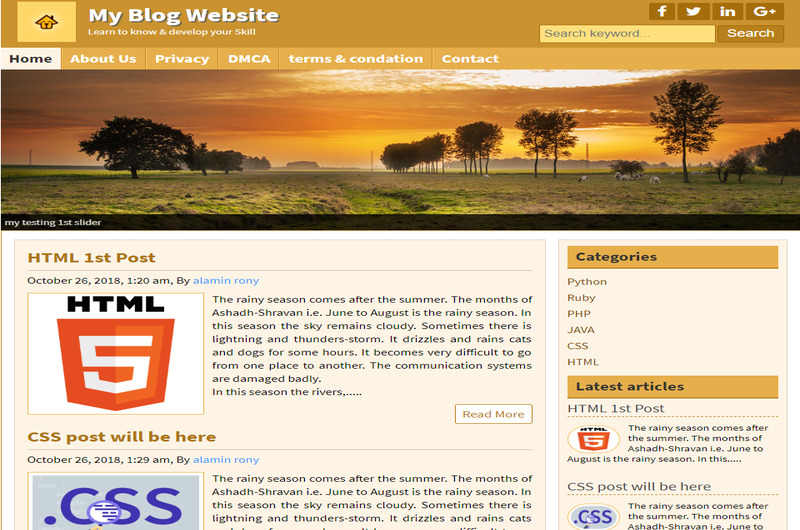 My Blog Website
Learn to know & develop your Skill
Search keyword...
Search
Home
About Us
Privacy
DMCA
terms & condation
Contact
my testing 1st slider
HTML 1st Post
October 26, 2018, 1:20 am, By alamin rony
HTML
5
The rainy season comes after the summer. The months of
Ashadh-Shravan i.e. June to August is the rainy season. In
this season the sky remains cloudy. Sometimes there is
lightning and thunders-storm. It drizzles and rains cats
and dogs for some hours. It becomes very difficult to go
from one place to another. The communication systems
are damaged badly.
In this season the rivers,.....
Read More
CSS post will be here
October 26, 2018, 1:29 am, By alamin rony
.CSS
The rainy season comes after the summer. The months of
Ashadh-Shravan i.e. June to August is the rainy season. In
this season the sky remains cloudy. Sometimes there is
lightning and thunders-storm. It drizzles and rains cats
Categories
Python
Ruby
PHP
JAVA
CSS
HTML
Latest articles
HTML 1st Post
HTML
5
The rainy season comes after
the summer. The months of
Ashadh-Shravan i.e. June to
August is the rainy season. In this.....
CSS post will be here
.CSS
The rainy season comes after
the summer. The months of
Ashadh-Shravan i.e. June to